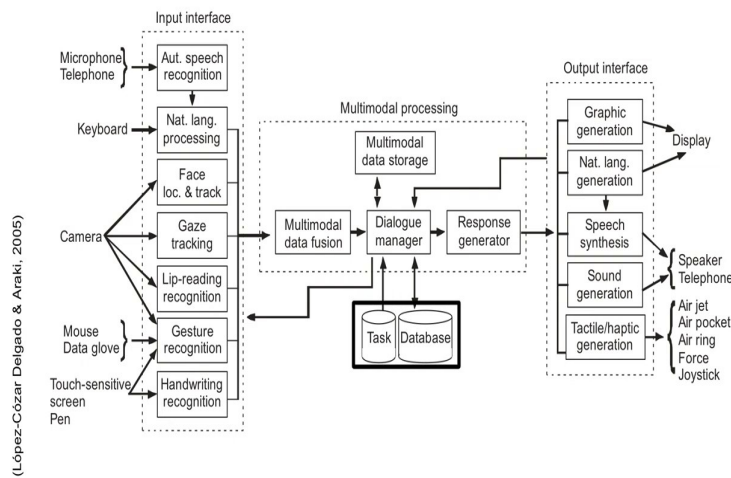 Input interface
Microphone
Telephone
Aut. speech
recognition
Keyboard
Nat. lang.
processing
Face
loc. & track
Camera
Gaze
tracking
Lip-reading
recognition
Mouse
Data glove
Gesture
recognition
Touch-sensitive
screen
Pen
Handwriting
recognition
Multimodal processing
Multimodal
data storage
Multimodal
data fusion
Dialogue
manager
Response
generator
Task
Database
Output interface
Graphic
generation
Display
Nat. lang.
generation
Speech
synthesis
Speaker
Telephone
Sound
generation
Tactile/haptic
generation
Air jet
Air pocket
Air ring
Force
Joystick
(López-Cózar Delgado & Araki, 2005)